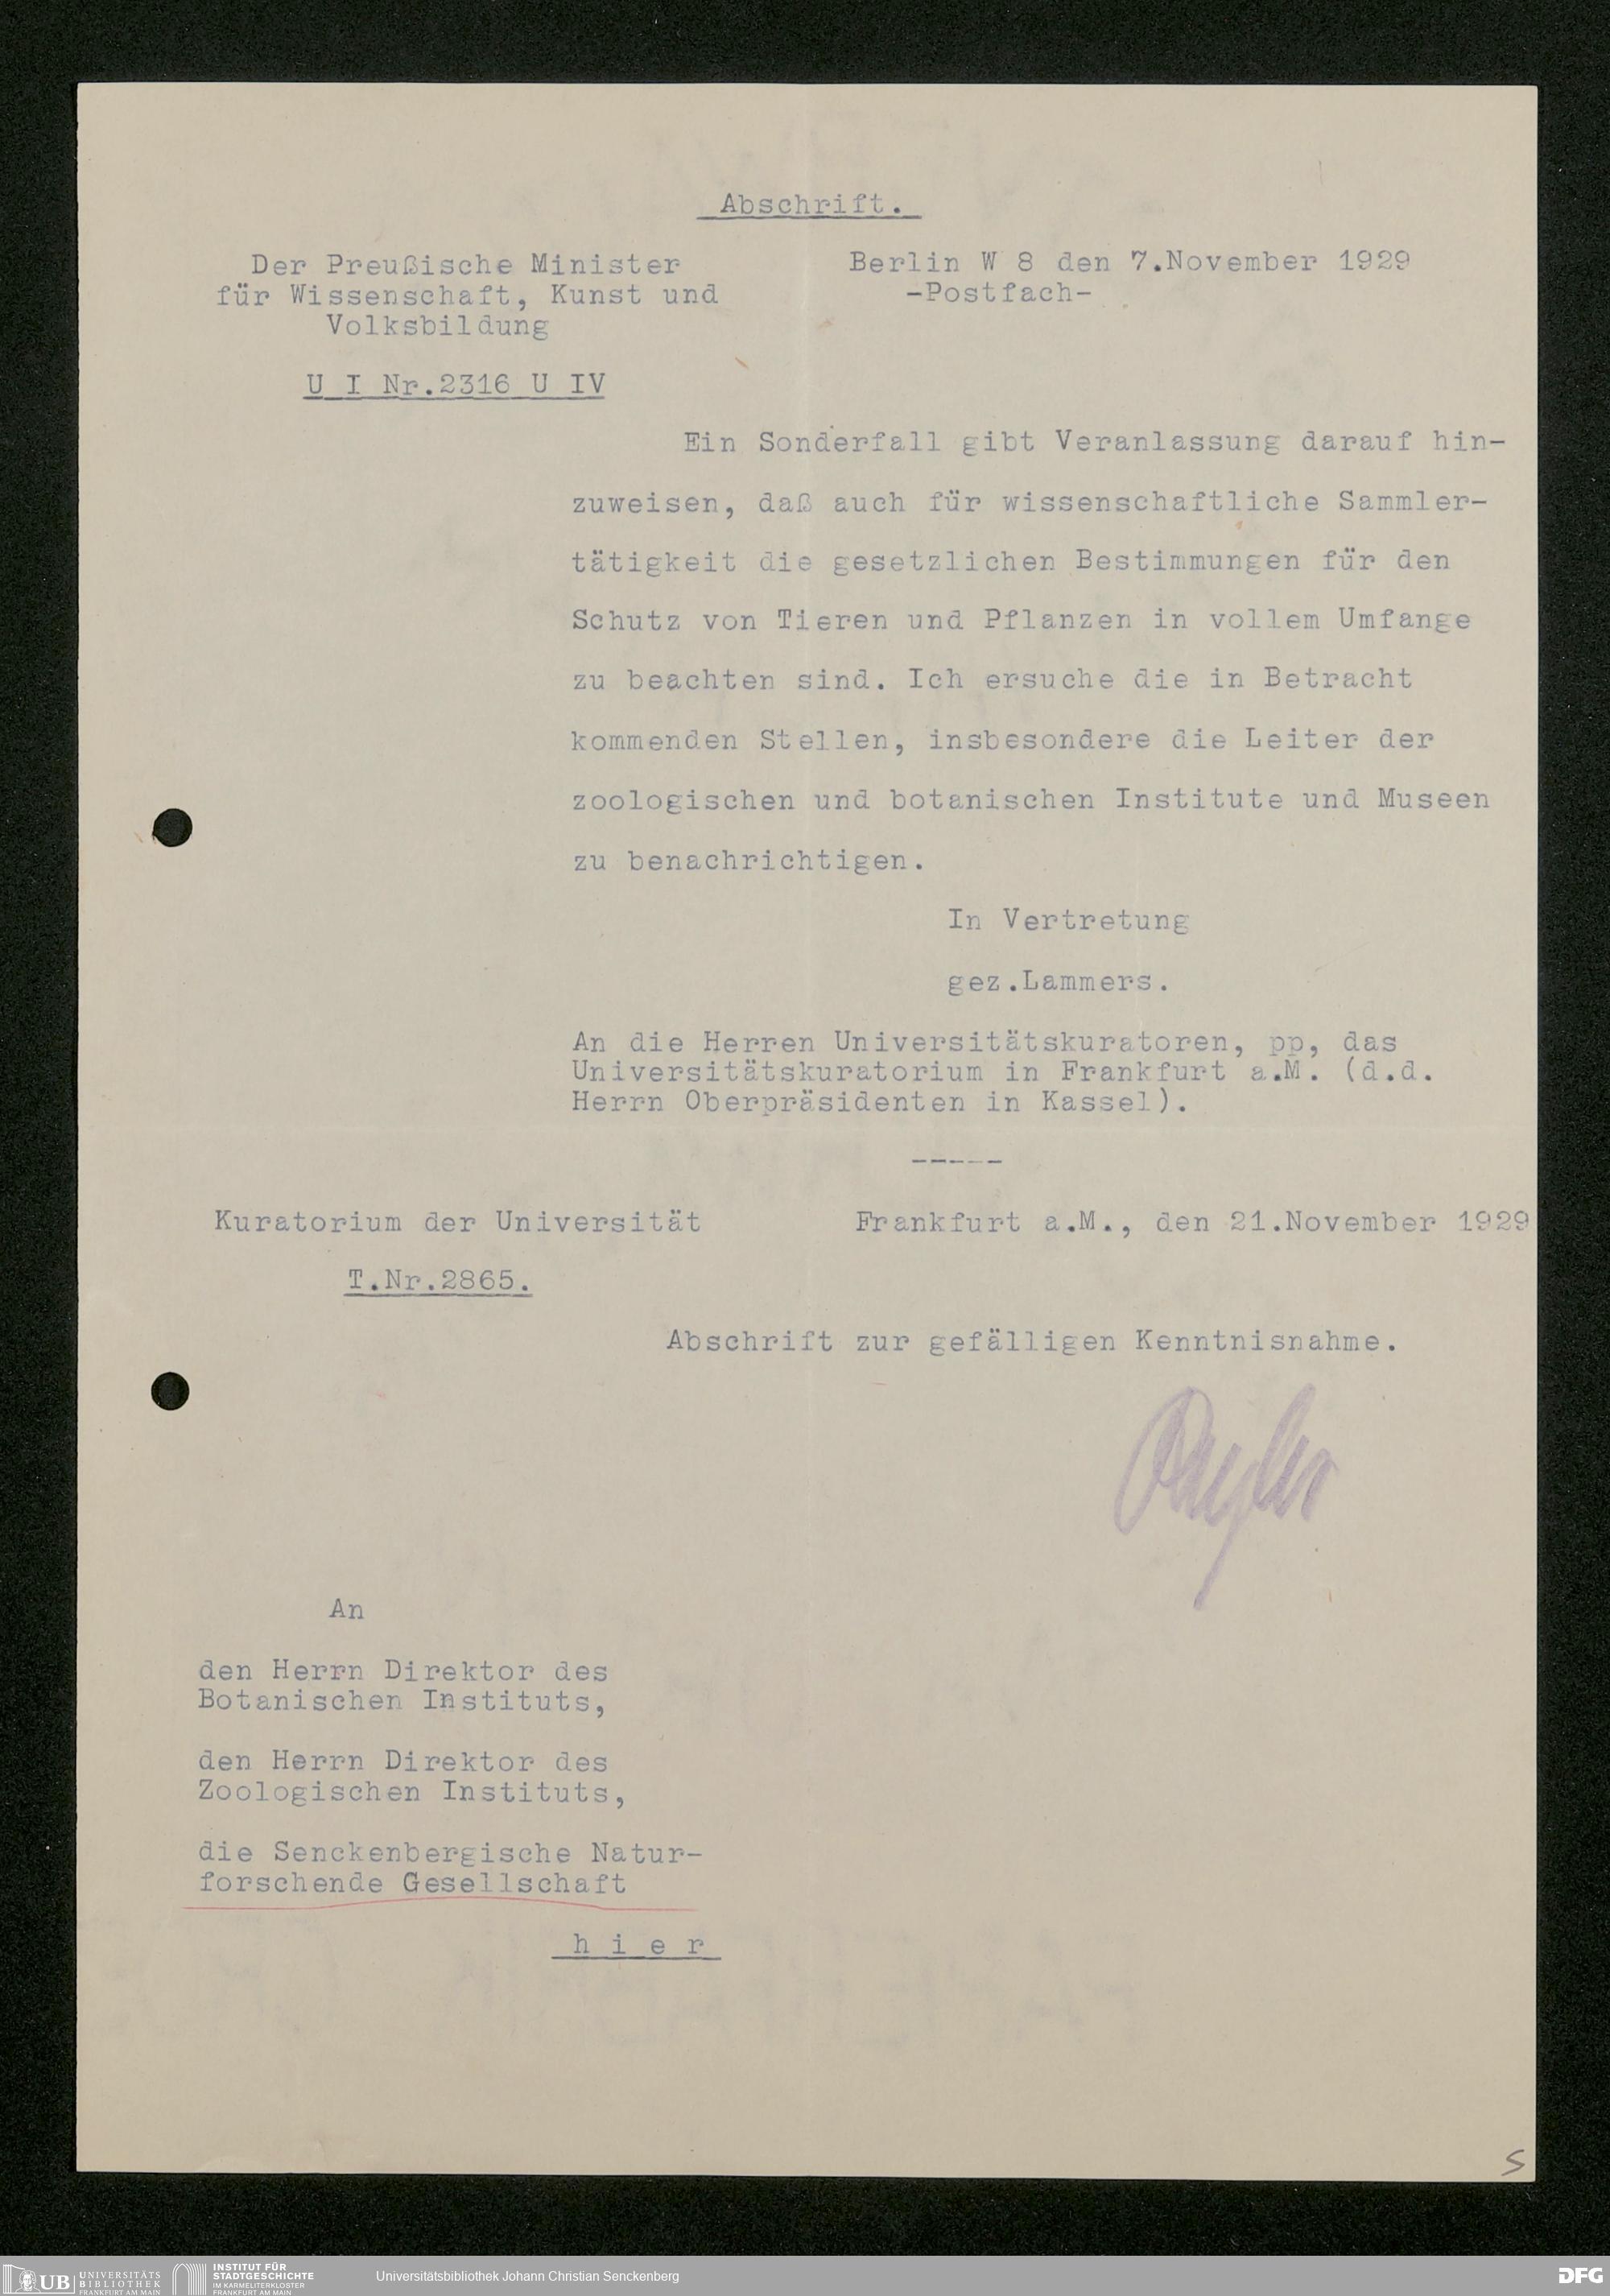 Abschrift.
Der Preußische Minister
für Wissenschaft, Kunst und
Volksbildung
Berlin W 8 den 7.November 1929
-Postfach-
U I Nr.2316 U IV
Ein Sonderfall gibt Veranlassung darauf hin-
zuweisen, daß auch für wissenschaftliche Sammler-
tätigkeit die gesetzlichen Bestimmungen für den
Schutz von Tieren und Pflanzen in vollem Umfange
zu beachten sind. Ich ersuche die in Betracht
kommenden Stellen, insbesondere die Leiter der
zoologischen und botanischen Institute und Museen
zu benachrichtigen.
In Vertretung
gez.Lammers.
An die Herren Universitätskuratoren, pp, das
Universitätskuratorium in Frankfurt a.M. (d.d.
Herrn Oberpräsidenten in Kassel).
-----
Kuratorium der Universität
Frankfurt a.M., den 21.November 1929
T.Nr.2865.
Abschrift zur gefälligen Kenntnisnahme.
An
den Herrn Direktor des
Botanischen Instituts,
den Herrn Direktor des
Zoologischen Instituts,
die Senckenbergische Natur-
forschende Gesellschaft
h i e r
5
UB UNIVERSITÄTS
BIBLIOTHEK
FRANKFURT AM MAIN
INSTITUT FÜR
STADTGESCHICHTE
IM KARMELITERKLOSTER
FRANKFURT AM MAIN
Universitätsbibliothek Johann Christian Senckenberg
DFG